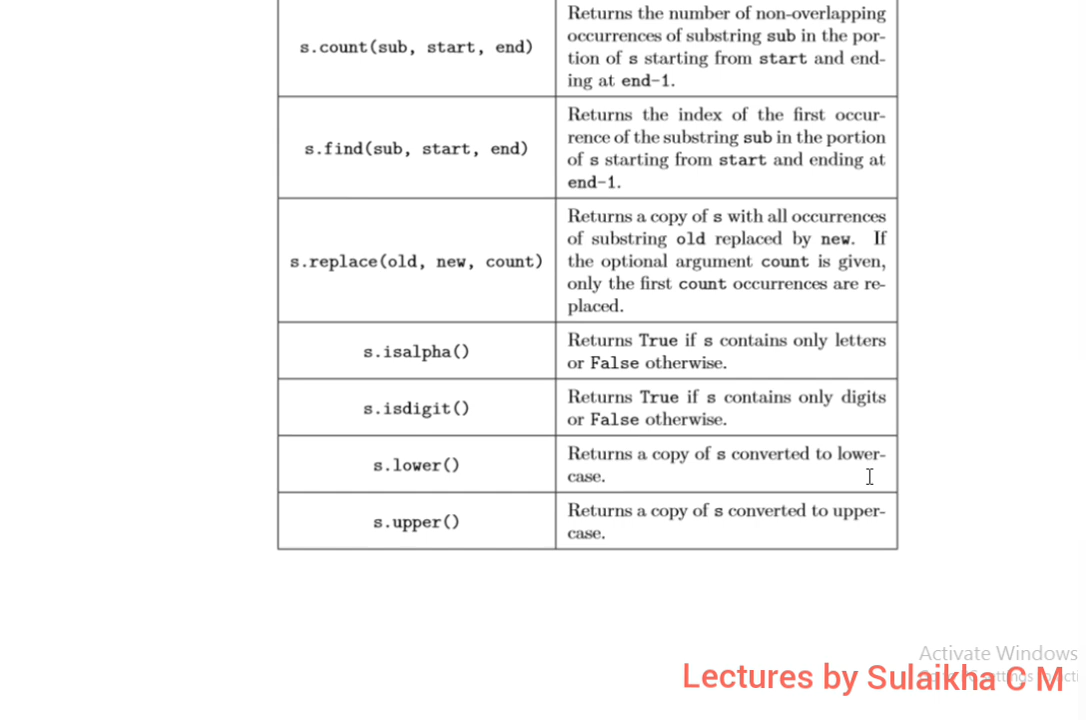 s.count(sub, start, end)
Returns the number of non-overlapping
occurrences of substring sub in the por-
tion of s starting from start and end-
ing at end-1.
s.find(sub, start, end)
Returns the index of the first occur-
rence of the substring sub in the portion
of s starting from start and ending at
end-1.
s.replace(old, new, count)
Returns a copy of s with all occurrences
of substring old replaced by new. If
the optional argument count is given,
only the first count occurrences are re-
placed.
s.isalpha()
Returns True if s contains only letters
or False otherwise.
s.isdigit()
Returns True if s contains only digits
or False otherwise.
s.lower()
Returns a copy of s converted to lower-
case.
s.upper()
Returns a copy of s converted to upper-
case.
Activate Windows
Lectures by Sulaikha C M